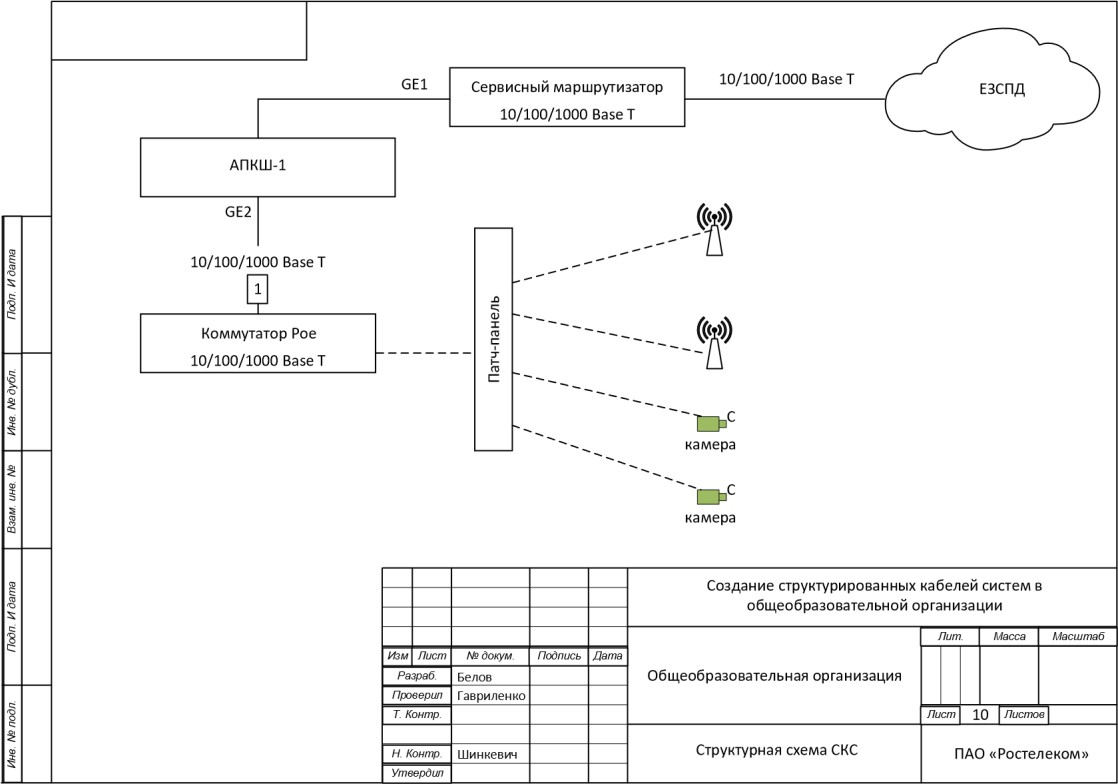 GE1
Сервисный маршрутизатор
10/100/1000 Base T
10/100/1000 Base T
ЕЗСПД
АПКШ-1
GE2
10/100/1000 Base T
1
Коммутатор Poe
10/100/1000 Base T
Патч-панель
C
камера
C
камера
Подп. И дата
Инв. № дубл.
Взам. инв. №
Подп. И дата
Инв. № подл.
Создание структурированных кабелей систем в
общеобразовательной организации
Изм Лист № докум. Подпись Дата
Разраб. Белов
Проверил Гавриленко
Т. Контр.
Н. Контр. Шинкевич
Утвердил
Общеобразовательная организация
Лит. Масса Масштаб
Лист 10 Листов
Структурная схема СКС
ПАО «Ростелеком»